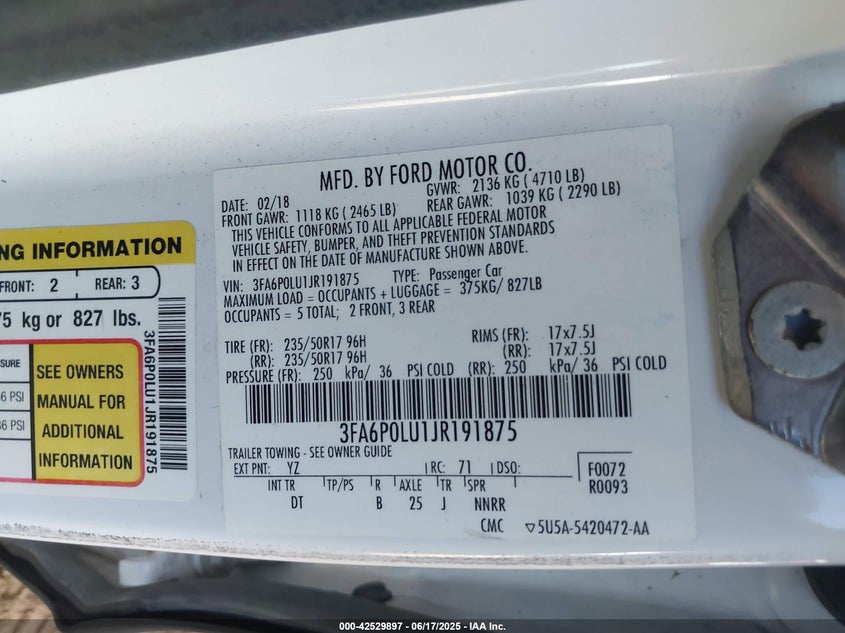 MFD. BY FORD MOTOR CO.
DATE: 02/18 GVWR: 2136 KG ( 4710 LB)
FRONT GAWR: 1118 KG ( 2465 LB) REAR GAWR: 1039 KG ( 2290 LB)
THIS VEHICLE CONFORMS TO ALL APPLICABLE FEDERAL MOTOR
VEHICLE SAFETY, BUMPER, AND THEFT PREVENTION STANDARDS
IN EFFECT ON THE DATE OF MANUFACTURE SHOWN ABOVE.
VIN: 3FA6P0LU1JR191875 TYPE: Passenger Car
MAXIMUM LOAD = OCCUPANTS + LUGGAGE = 375KG/ 827LB
OCCUPANTS = 5 TOTAL; 2 FRONT, 3 REAR
TIRE (FR): 235/50R17 96H RIMS (FR): 17x7.5J
(RR): 235/50R17 96H (RR): 17x7.5J
PRESSURE (FR): 250 kPa/ 36 PSI COLD (RR): 250 kPa/ 36 PSI COLD
3FA6P0LU1JR191875
TRAILER TOWING - SEE OWNER GUIDE
EXT PNT: YZ RC: 71 DSO: F0072
INT TR TP/PS R AXLE TR SPR R0093
DT B 25 J NNRR
CMC 5U5A-5420472-AA
NG INFORMATION
FRONT: 2 REAR: 3
75 kg or 827 lbs.
SURE
36 PSI
36 PSI
SEE OWNERS
MANUAL FOR
ADDITIONAL
INFORMATION
3FA6P0LU1JR191875
000-42529897 - 06/17/2025 - IAA Inc.